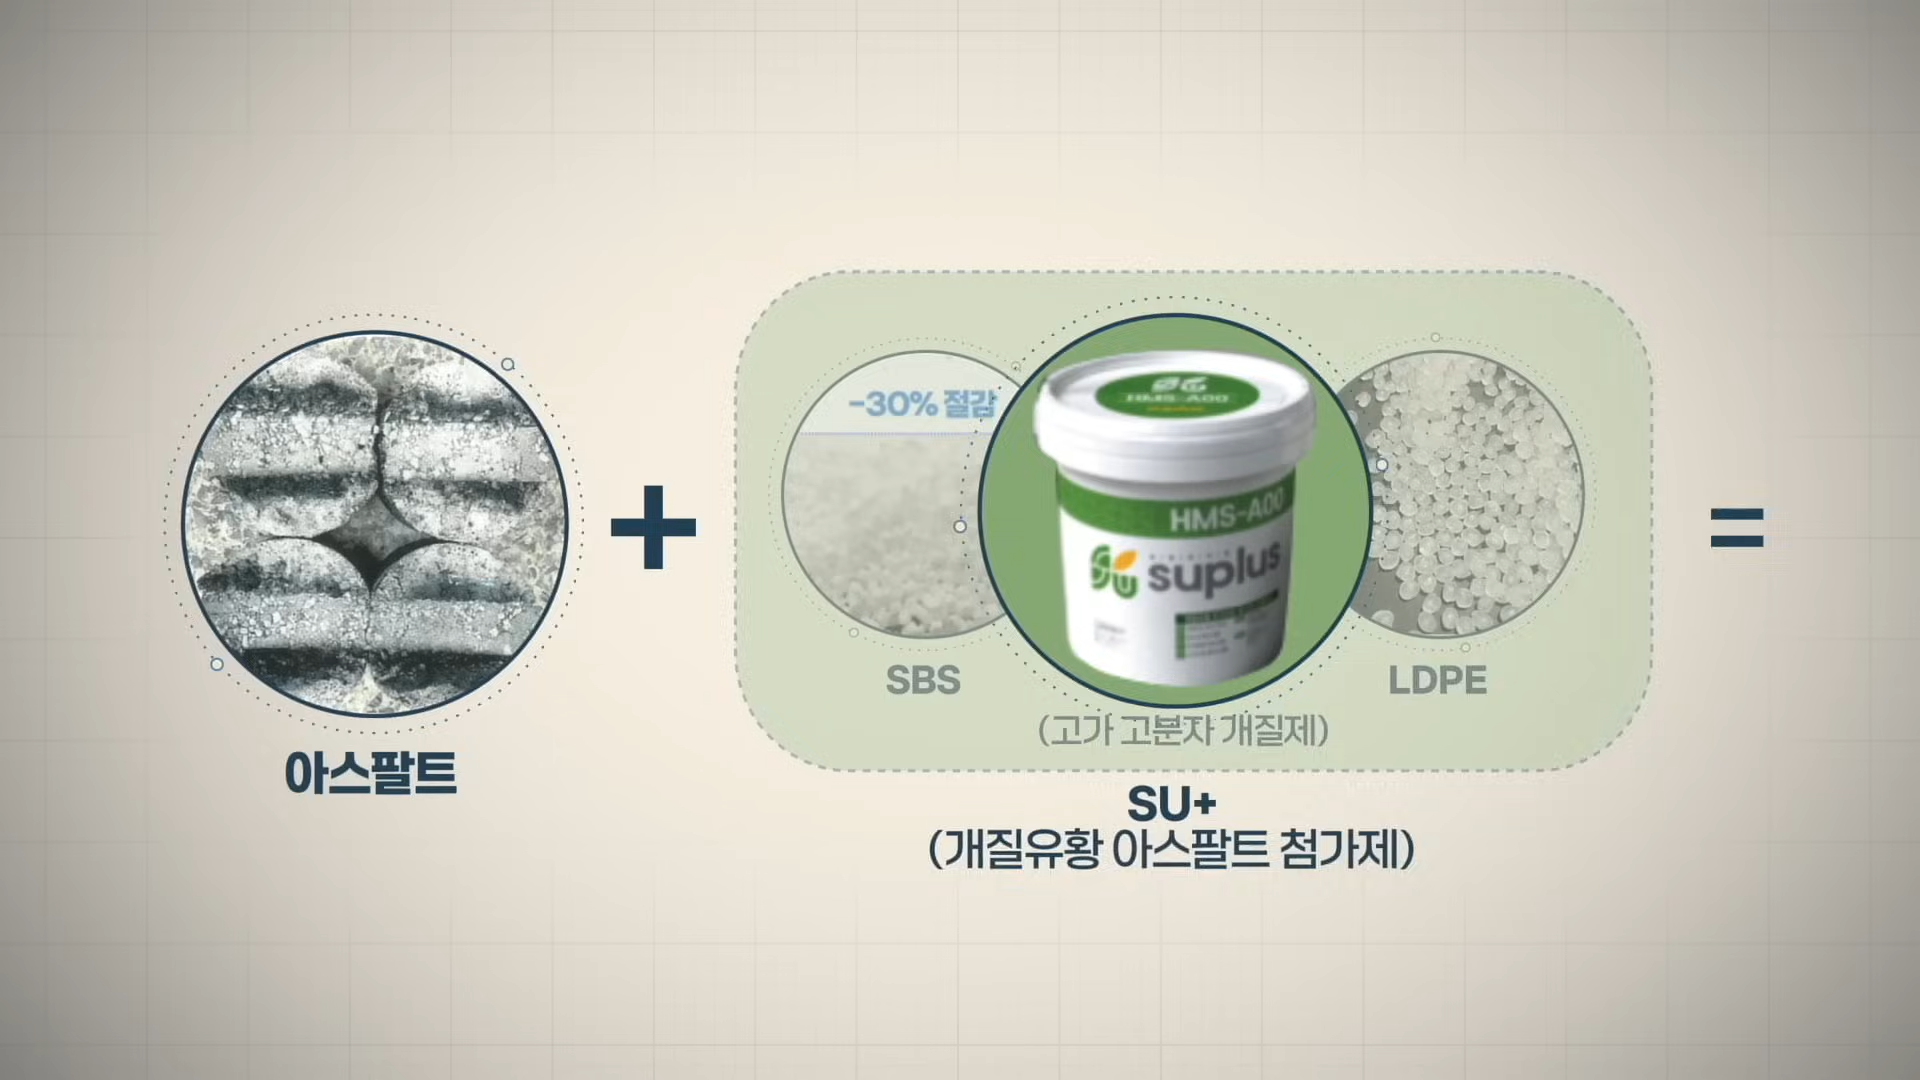 아스팔트
+
-30% 절감
SBS
HMS-A00
HMS-A00
suplus
LDPE
(고가 고분자 개질제)
SU+
(개질유황 아스팔트 첨가제)
=